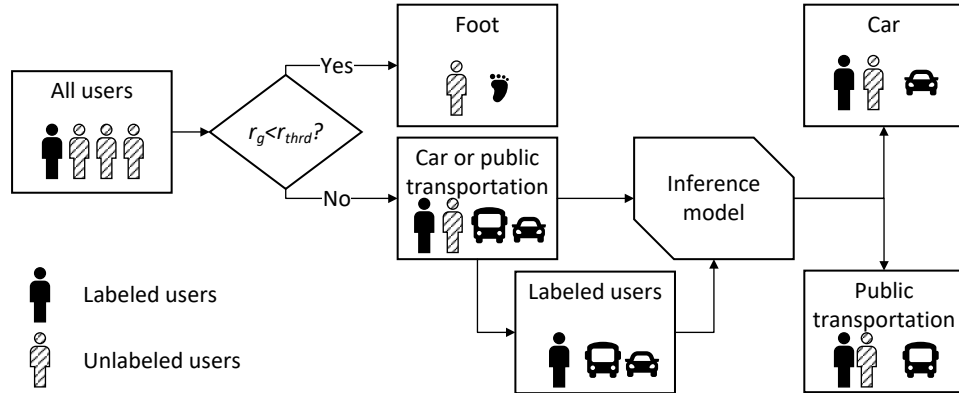 Foot
Car
Yes
All users
r_g<r_thrd?
No
Car or public
transportation
Inference
model
Labeled users
Public
transportation
Labeled users
Unlabeled users